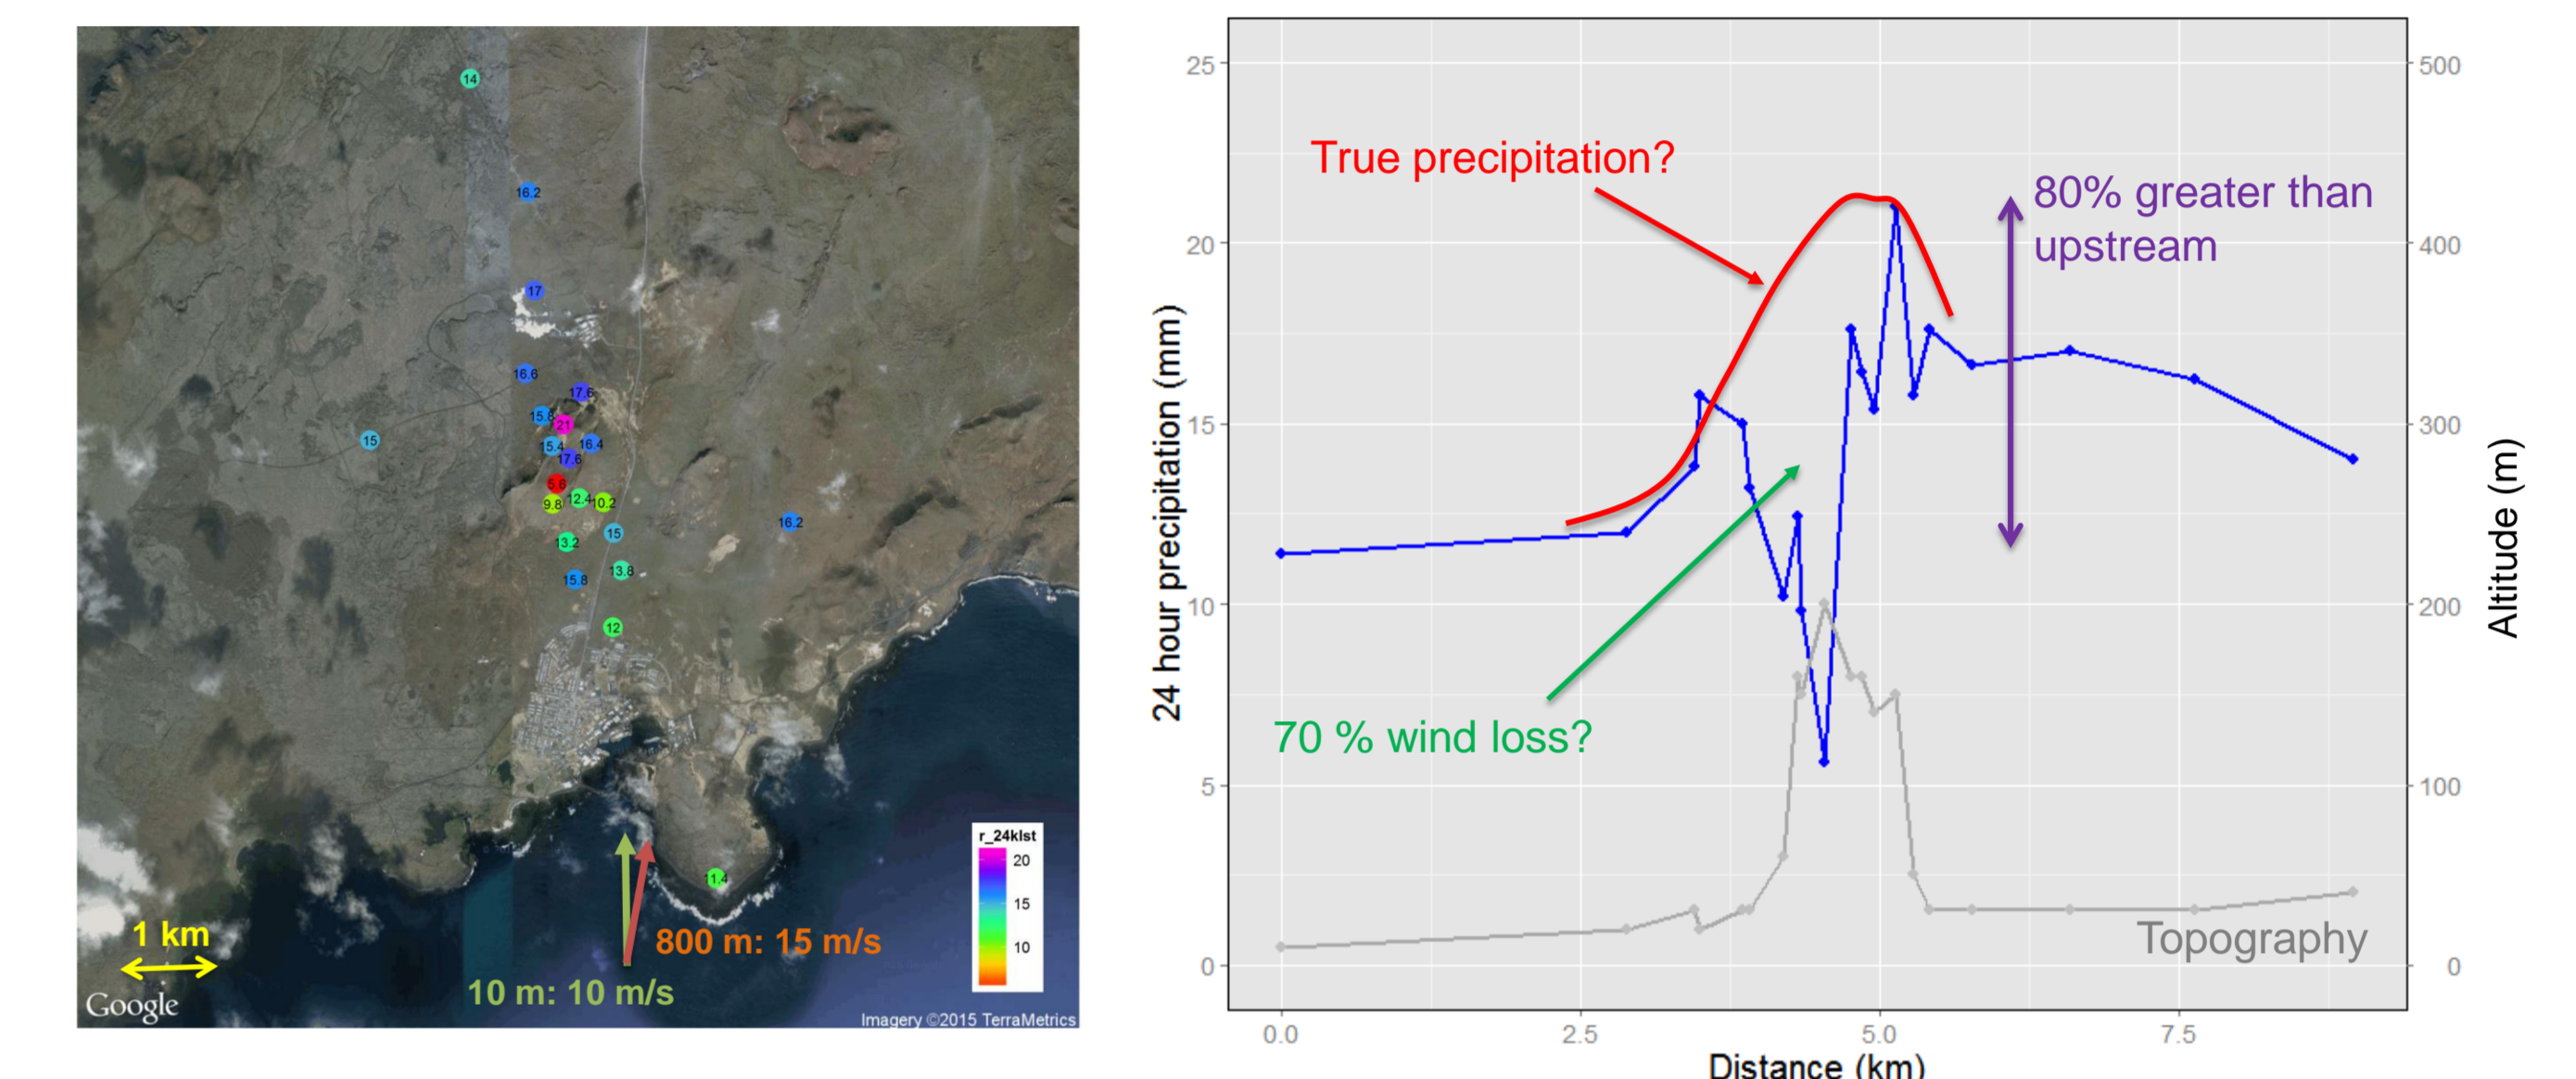 14
16.2
17
16.6
17.6
15.8
21
15
15.4
16.4
17.6
5.6
9.8
12.4
10.2
16.2
15
13.2
13.8
15.8
12
11.4
r_24klst
20
15
10
1 km
800 m: 15 m/s
10 m: 10 m/s
Google
Imagery ©2015 TerraMetrics
24 hour precipitation (mm)
25
20
15
10
5
0
True precipitation?
80% greater than
upstream
70 % wind loss?
Topography
500
400
300
200
100
0
Altitude (m)
0.0
2.5
5.0
7.5
Distance (km)